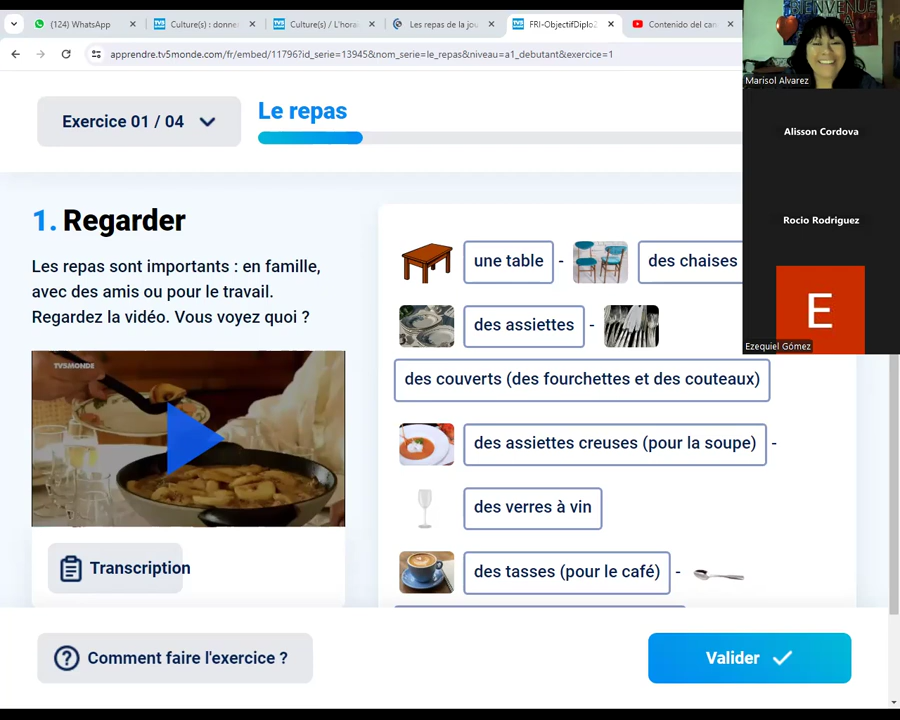 (124) WhatsApp
Culture(s) : donne
Culture(s) / L'hora
Les repas de la jou
FRI-ObjectifDiplo
Contenido del can
apprendre.tv5monde.com/fr/embed/11796?id_serie=13945&nom_serie=le_repas&niveau=a1_debutant&exercice=1
BIENVENUE
A
Marisol Alvarez
Alisson Cordova
Rocio Rodriguez
E
Ezequiel Gómez
Exercice 01 / 04
Le repas
1. Regarder
Les repas sont importants : en famille,
avec des amis ou pour le travail.
Regardez la vidéo. Vous voyez quoi ?
TV5MONDE
Transcription
une table - des chaises
des assiettes -
des couverts (des fourchettes et des couteaux)
des assiettes creuses (pour la soupe) -
des verres à vin
des tasses (pour le café) -
Comment faire l'exercice ?
Valider